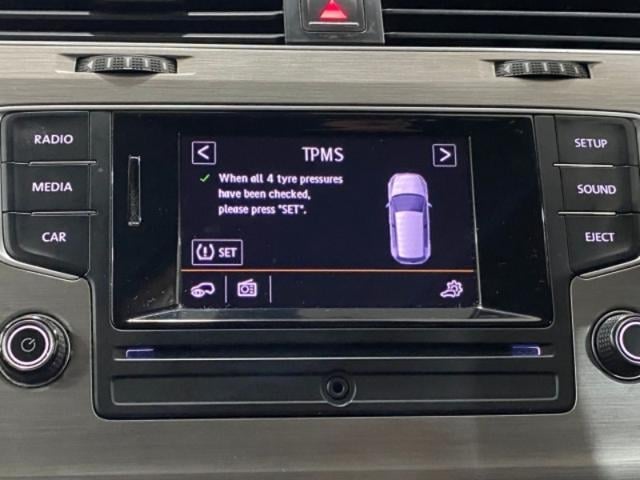 RADIO
MEDIA
CAR
TPMS
When all 4 tyre pressures
have been checked,
please press "SET".
SET
SETUP
SOUND
EJECT